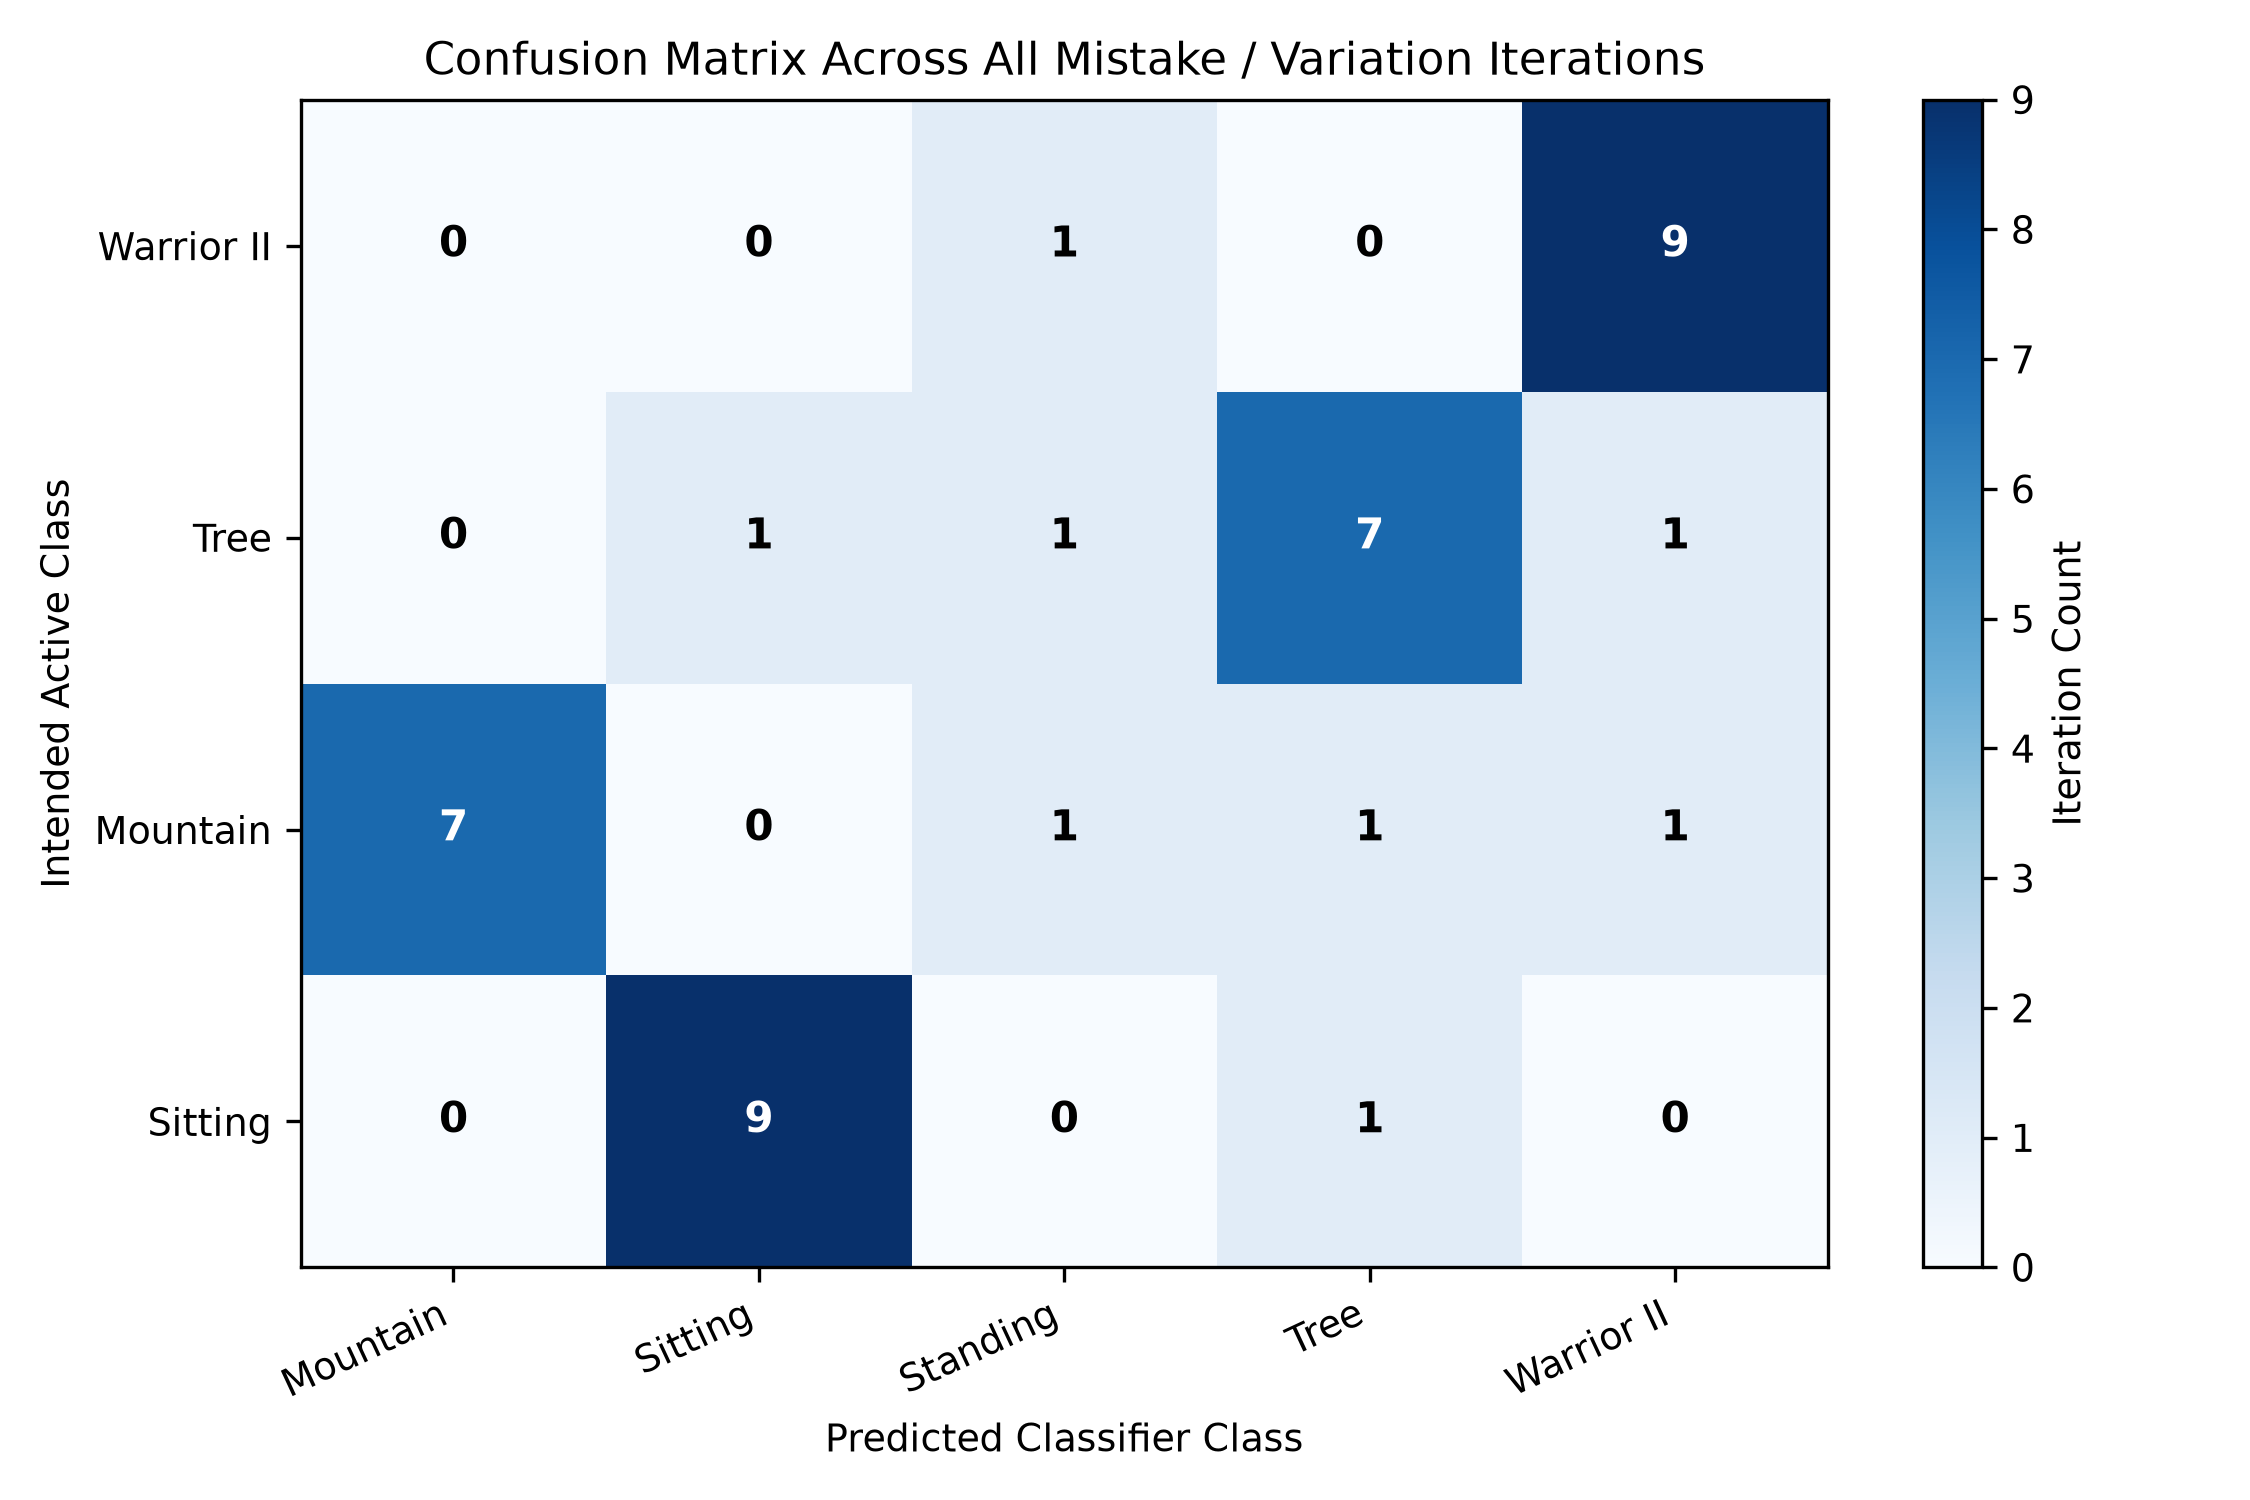 Confusion Matrix Across All Mistake / Variation Iterations
Intended Active Class
Warrior II 0 0 1 0 9
Tree 0 1 1 7 1
Mountain 7 0 1 1 1
Sitting 0 9 0 1 0
Mountain Sitting Standing Tree Warrior II
Predicted Classifier Class
9
8
7
6
5
4
3
2
1
0
Iteration Count